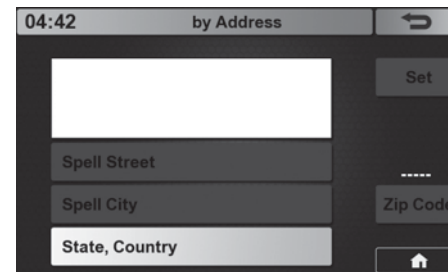 04:42 by Address
Set
Spell Street
-----
Spell City
Zip Code
State, Country